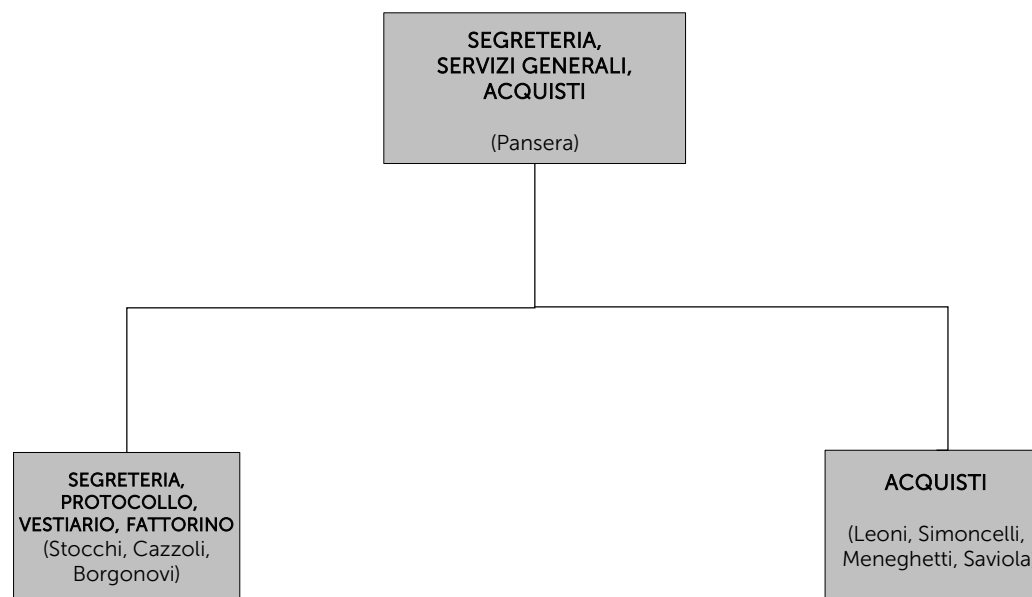 SEGRETERIA,
SERVIZI GENERALI,
ACQUISTI
(Pansera)
SEGRETERIA,
PROTOCOLLO,
VESTIARIO, FATTORINO
(Stocchi, Cazzoli,
Borgonovi)
ACQUISTI
(Leoni, Simoncelli,
Meneghetti, Saviola